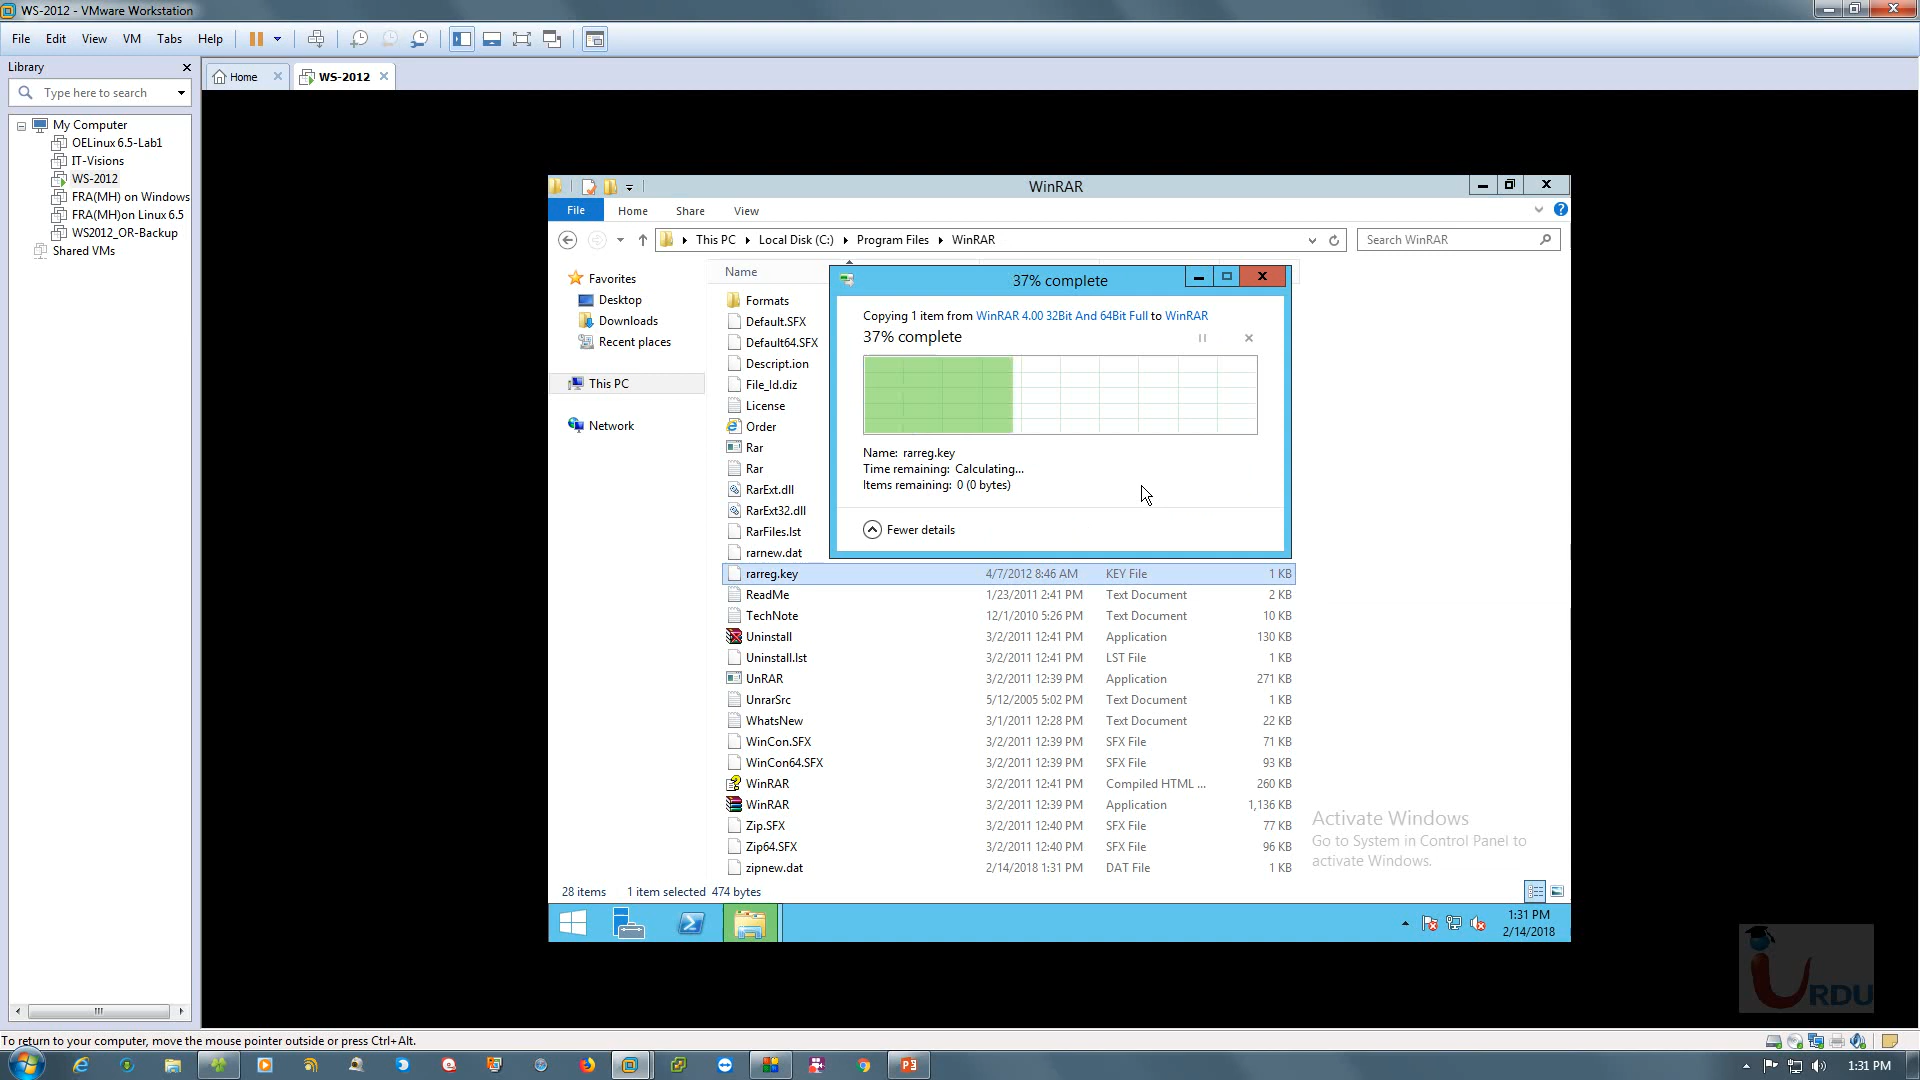 WS-2012 - VMware Workstation
File Edit View VM Tabs Help
Library
Type here to search
Home
WS-2012
My Computer
OELinux 6.5-Lab1
IT-Visions
WS-2012
FRA(MH) on Windows
FRA(MH)on Linux 6.5
WS2012_OR-Backup
Shared VMs
WinRAR
File Home Share View
This PC Local Disk (C:) Program Files WinRAR
Search WinRAR
Favorites
Desktop
Downloads
Recent places
This PC
Network
Name
37% complete
Copying 1 item from WinRAR 4.00 32Bit And 64Bit Full to WinRAR
37% complete
Name: rarreg.key
Time remaining: Calculating...
Items remaining: 0 (0 bytes)
Fewer details
Formats
Default.SFX
Default64.SFX
Descript.ion
File_Id.diz
License
Order
Rar
Rar
RarExt.dll
RarExt32.dll
RarFiles.lst
rarnew.dat
rarreg.key 4/7/2012 8:46 AM KEY File 1 KB
ReadMe 1/23/2011 2:41 PM Text Document 2 KB
TechNote 12/1/2010 5:26 PM Text Document 10 KB
Uninstall 3/2/2011 12:41 PM Application 130 KB
Uninstall.lst 3/2/2011 12:41 PM LST File 1 KB
UnRAR 3/2/2011 12:39 PM Application 271 KB
UnrarSrc 5/12/2005 5:02 PM Text Document 1 KB
WhatsNew 3/1/2011 12:28 PM Text Document 22 KB
WinCon.SFX 3/2/2011 12:39 PM SFX File 71 KB
WinCon64.SFX 3/2/2011 12:39 PM SFX File 93 KB
WinRAR 3/2/2011 12:41 PM Compiled HTML ... 260 KB
WinRAR 3/2/2011 12:39 PM Application 1,136 KB
Zip.SFX 3/2/2011 12:40 PM SFX File 77 KB
Zip64.SFX 3/2/2011 12:40 PM SFX File 96 KB
zipnew.dat 2/14/2018 1:31 PM DAT File 1 KB
Activate Windows
Go to System in Control Panel to
activate Windows.
28 items 1 item selected 474 bytes
1:31 PM
2/14/2018
iURDU
To return to your computer, move the mouse pointer outside or press Ctrl+Alt.
1:31 PM